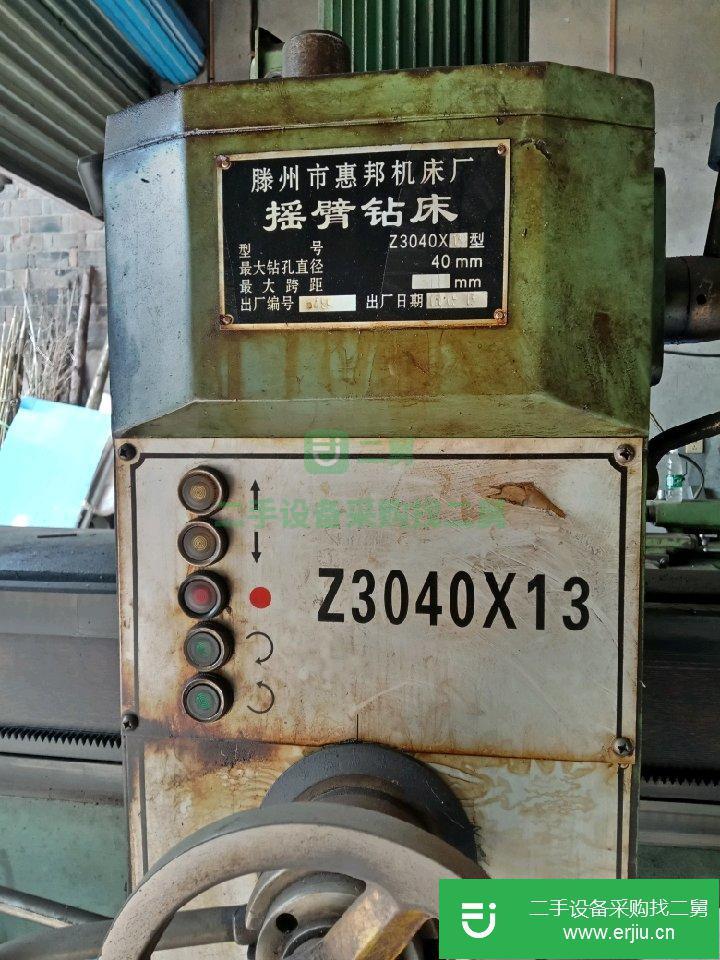 滕州市惠邦机床厂
摇臂钻床
型号 Z3040X 型
最大钻孔直径 40mm
最大跨距 mm
出厂编号 出厂日期
二舅
二手设备采购找二舅
Z3040X13
二手设备采购找二舅
www.erjiu.cn